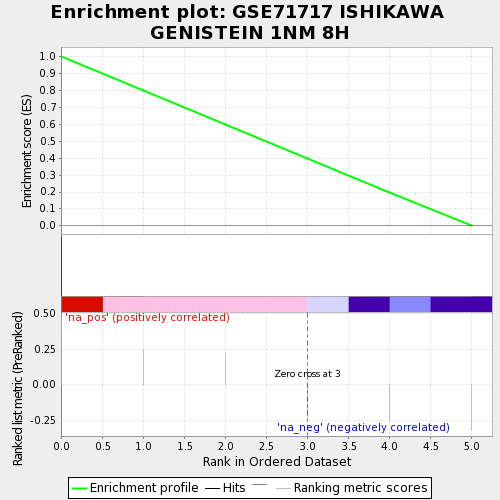 Enrichment plot: GSE71717 ISHIKAWA
GENISTEIN 1NM 8H
Enrichment score (ES)
1.0
0.9
0.8
0.7
0.6
0.5
0.4
0.3
0.2
0.1
0.0
Ranked list metric (PreRanked)
0.50
0.25
0.00
-0.25
'na_pos' (positively correlated)
Zero cross at 3
'na_neg' (negatively correlated)
0.0 0.5 1.0 1.5 2.0 2.5 3.0 3.5 4.0 4.5 5.0
Rank in Ordered Dataset
Enrichment profile Hits Ranking metric scores